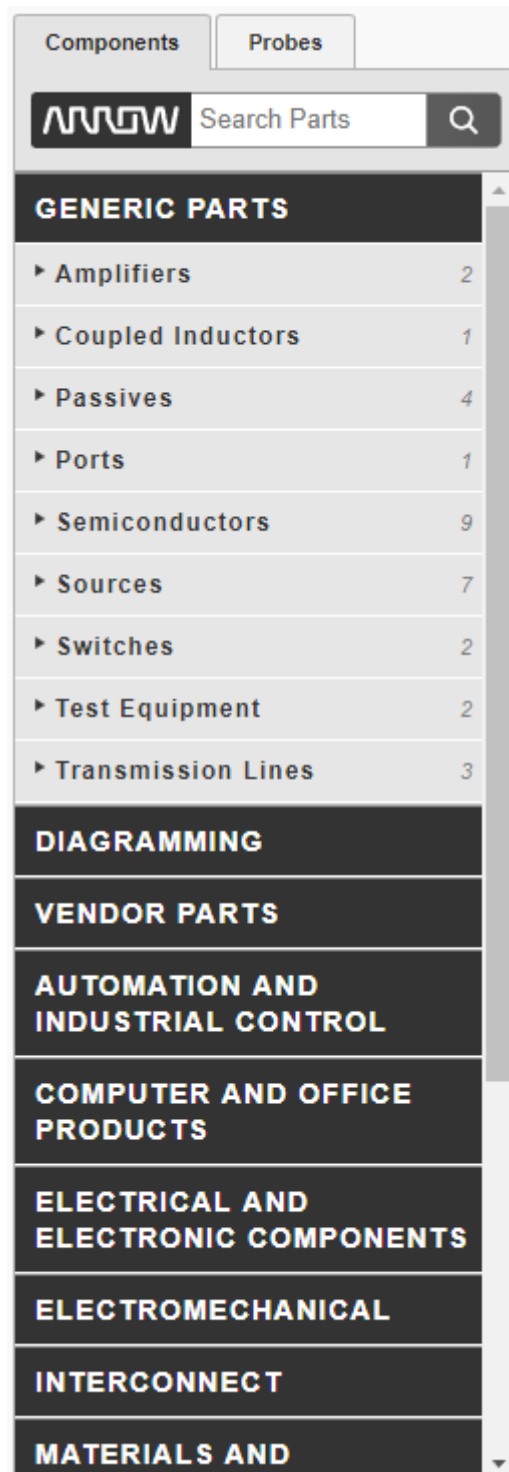 Components Probes
ARROW Search Parts
GENERIC PARTS
Amplifiers 2
Coupled Inductors 1
Passives 4
Ports 1
Semiconductors 9
Sources 7
Switches 2
Test Equipment 2
Transmission Lines 3
DIAGRAMMING
VENDOR PARTS
AUTOMATION AND
INDUSTRIAL CONTROL
COMPUTER AND OFFICE
PRODUCTS
ELECTRICAL AND
ELECTRONIC COMPONENTS
ELECTROMECHANICAL
INTERCONNECT
MATERIALS AND